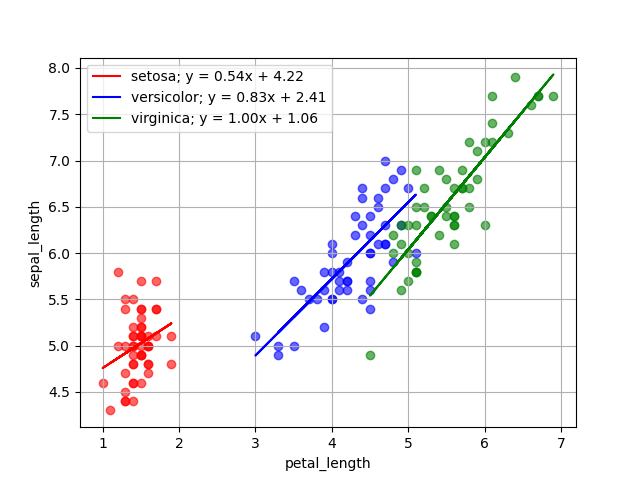 setosa; y = 0.54x + 4.22
versicolor; y = 0.83x + 2.41
virginica; y = 1.00x + 1.06
8.0
7.5
7.0
6.5
6.0
5.5
5.0
4.5
sepal_length
1 2 3 4 5 6 7
petal_length